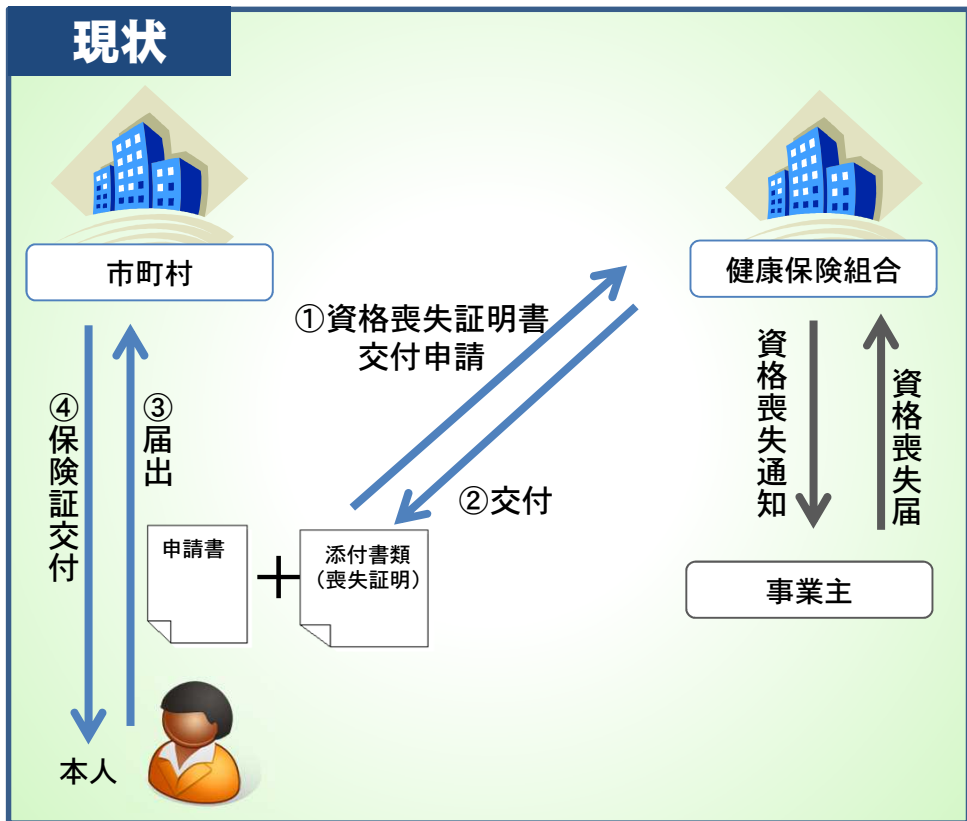 現状
市町村
健康保険組合
①資格喪失証明書
交付申請
②交付
③届出
④保険証交付
資格喪失通知
資格喪失届
申請書
＋
添付書類
（喪失証明）
事業主
本人